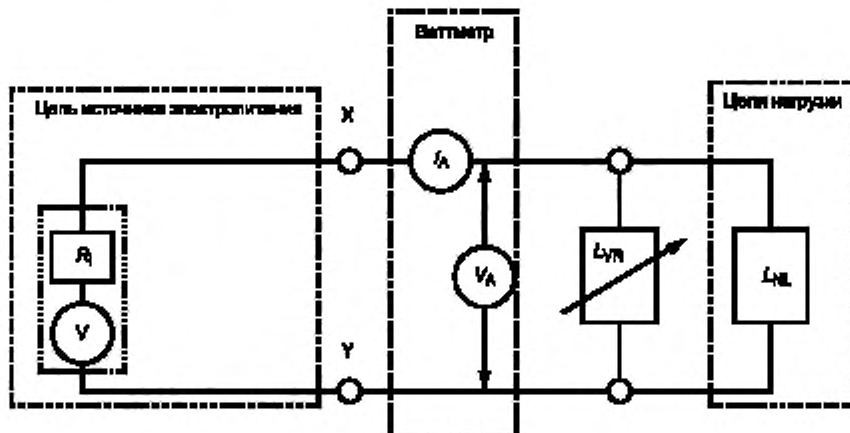 Ваттметр
Цепь источника электропитания
X
Цепи нагрузки
I_A
R_i
V_A
L_VR
L_NL
V
Y